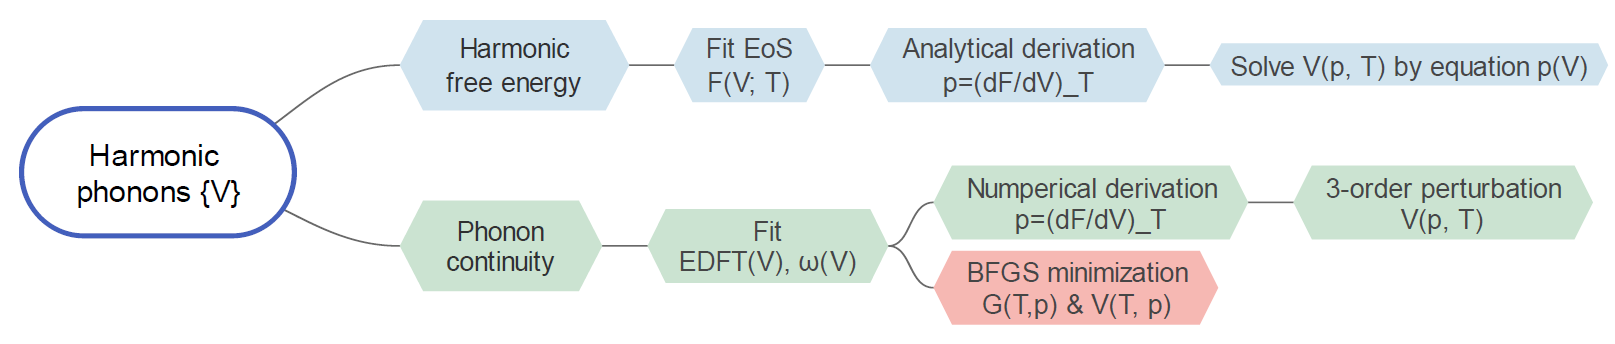 Harmonic
phonons {V}
Harmonic
free energy
Fit EoS
F(V; T)
Analytical derivation
p=(dF/dV)_T
Solve V(p, T) by equation p(V)
Phonon
continuity
Fit
EDFT(V), ω(V)
Numperical derivation
p=(dF/dV)_T
3-order perturbation
V(p, T)
BFGS minimization
G(T,p) & V(T, p)